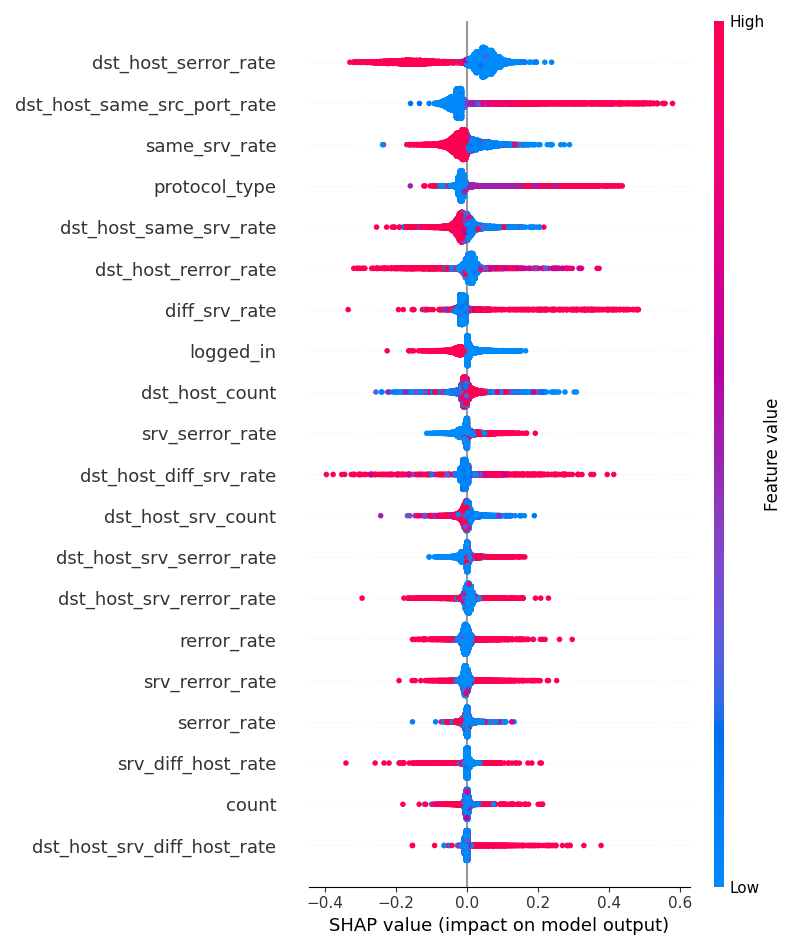 High
dst_host_serror_rate
dst_host_same_src_port_rate
same_srv_rate
protocol_type
dst_host_same_srv_rate
dst_host_rerror_rate
diff_srv_rate
logged_in
dst_host_count
srv_serror_rate
dst_host_diff_srv_rate
dst_host_srv_count
dst_host_srv_serror_rate
dst_host_srv_rerror_rate
rerror_rate
srv_rerror_rate
serror_rate
srv_diff_host_rate
count
dst_host_srv_diff_host_rate
Feature value
Low
−0.4 −0.2 0.0 0.2 0.4 0.6
SHAP value (impact on model output)